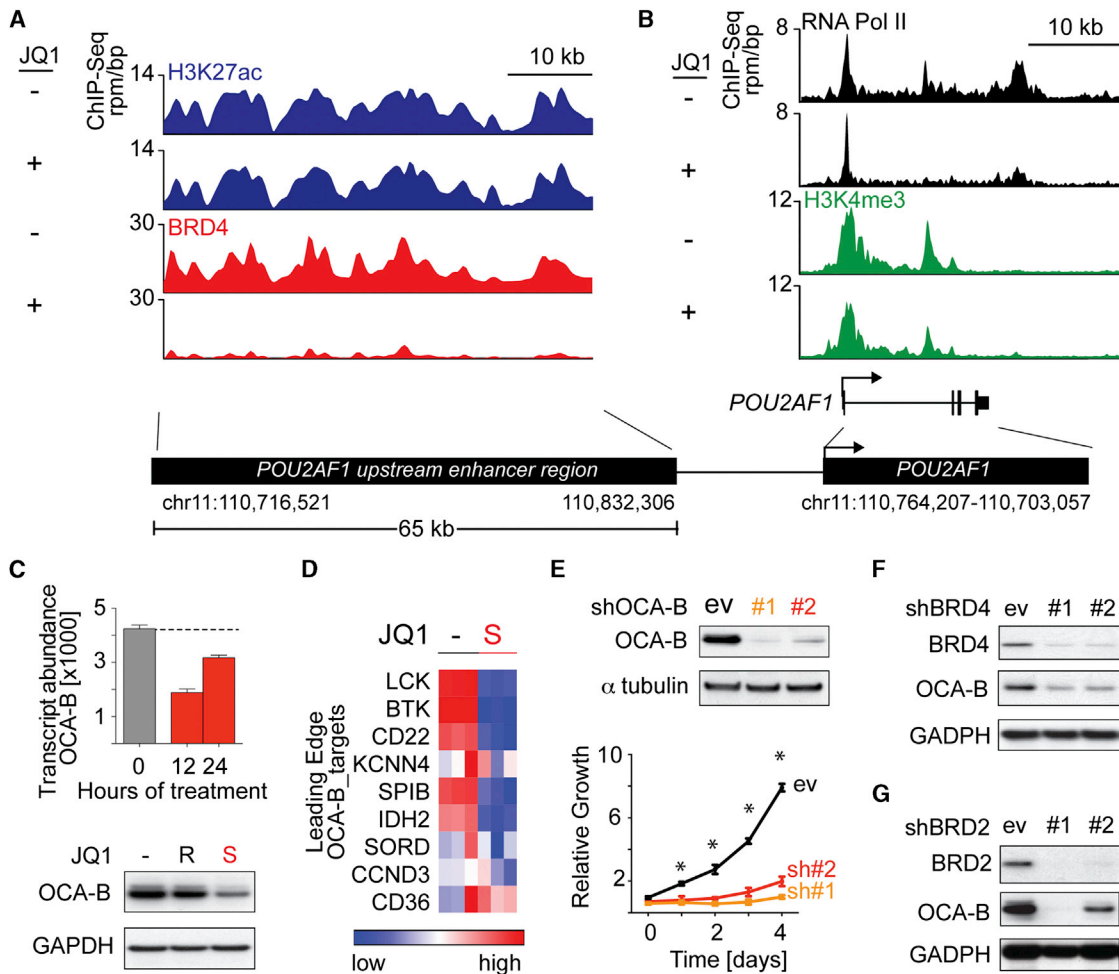 A
JQ1
-
+
-
+
ChIP-Seq
rpm/bp
10 kb
14
H3K27ac
14
30
BRD4
30
B
JQ1
-
+
-
+
ChIP-Seq
rpm/bp
8
RNA Pol II
10 kb
8
12
H3K4me3
12
POU2AF1
POU2AF1 upstream enhancer region
POU2AF1
chr11:110,716,521
110,832,306
chr11:110,764,207-110,703,057
65 kb
C
Transcript abundance
OCA-B [x1000]
5
3
1
0 12 24
Hours of treatment
JQ1 - R S
OCA-B
GAPDH
D
JQ1 - S
Leading Edge
OCA-B_targets
LCK
BTK
CD22
KCNN4
SPIB
IDH2
SORD
CCND3
CD36
low high
E
shOCA-B ev #1 #2
OCA-B
α tubulin
Relative Growth
10
6
2
* * * *
ev
sh#2
sh#1
0 2 4
Time [days]
F
shBRD4 ev #1 #2
BRD4
OCA-B
GADPH
G
shBRD2 ev #1 #2
BRD2
OCA-B
GADPH